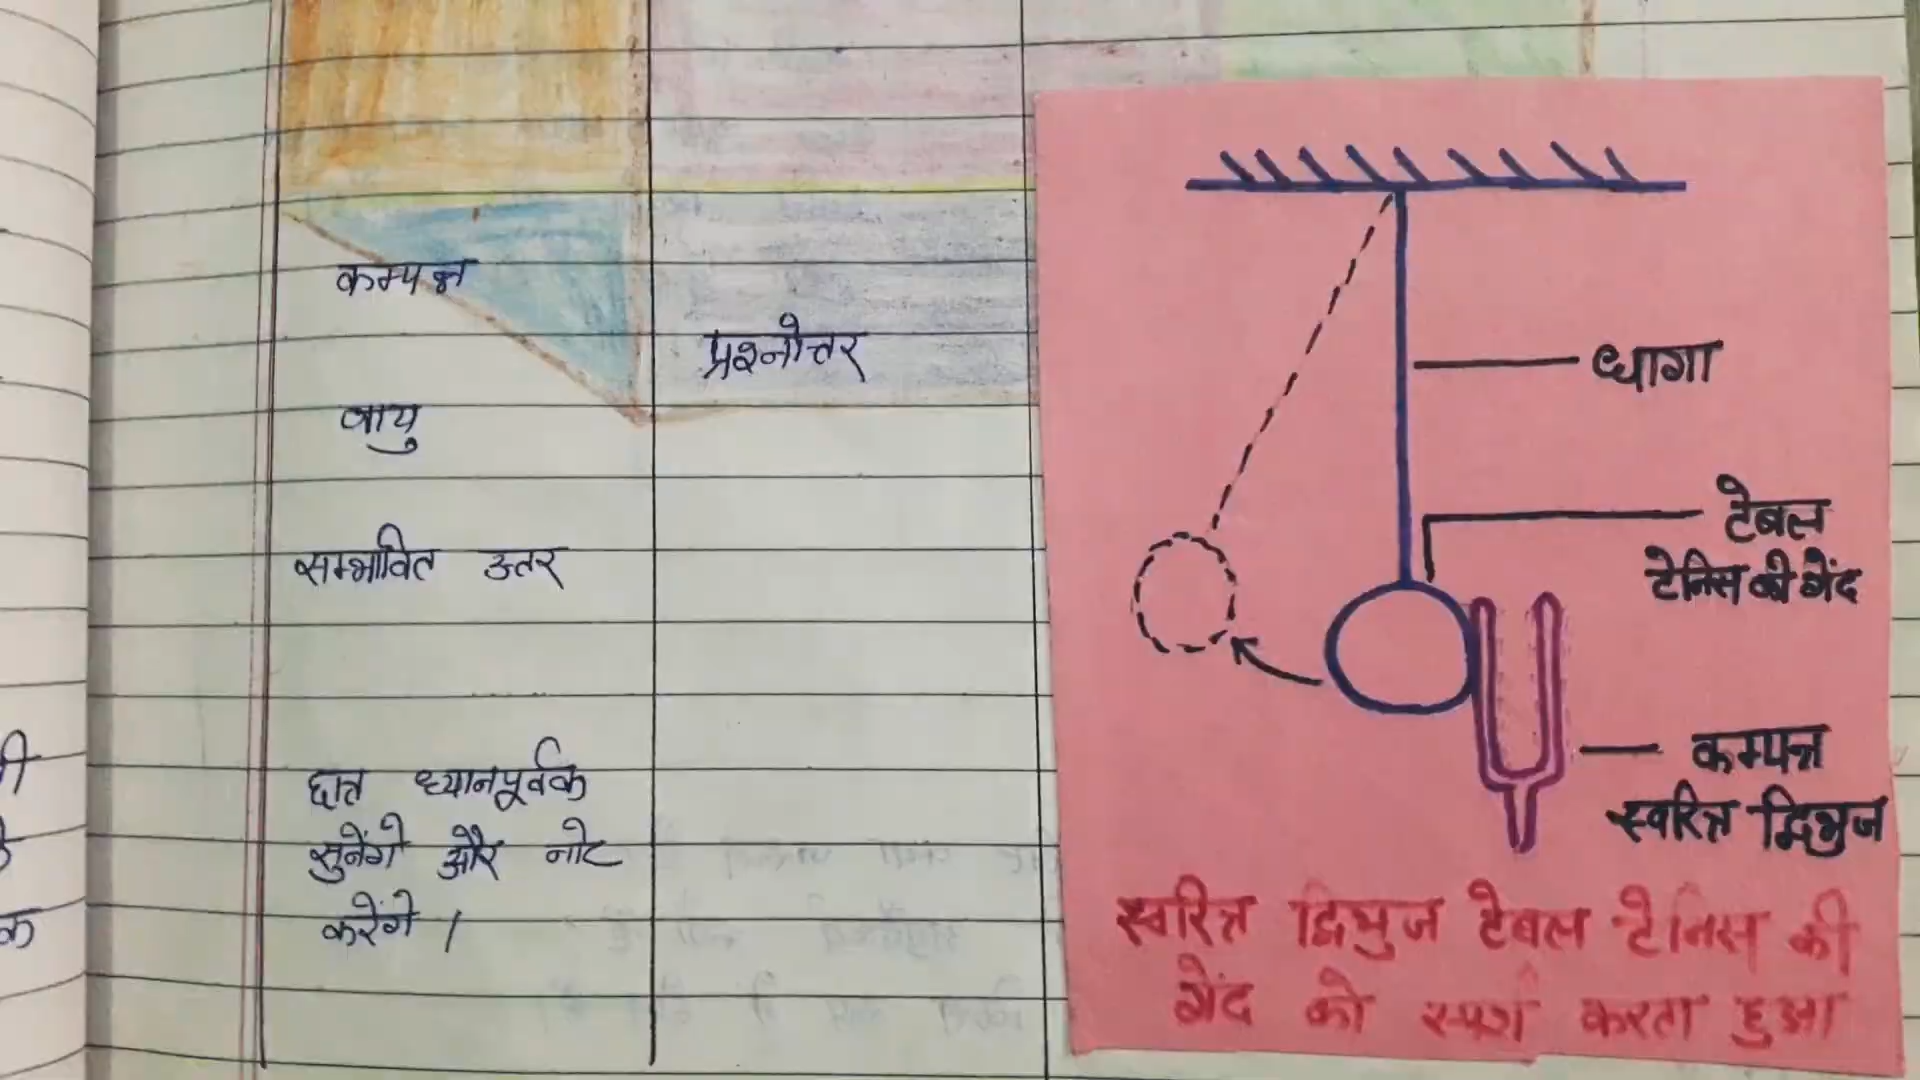 कम्पन्न
प्रश्नोत्तर
वायु
सम्भावित उत्तर
छात्र ध्यानपूर्वक
सुनेंगे और नोट
करेंगे।
धागा
टेबल
टेनिस की गेंद
कम्पन्न
स्वरित्र द्विभुज
स्वरित्र द्विभुज टेबल टेनिस की
गेंद को स्पर्श करता हुआ